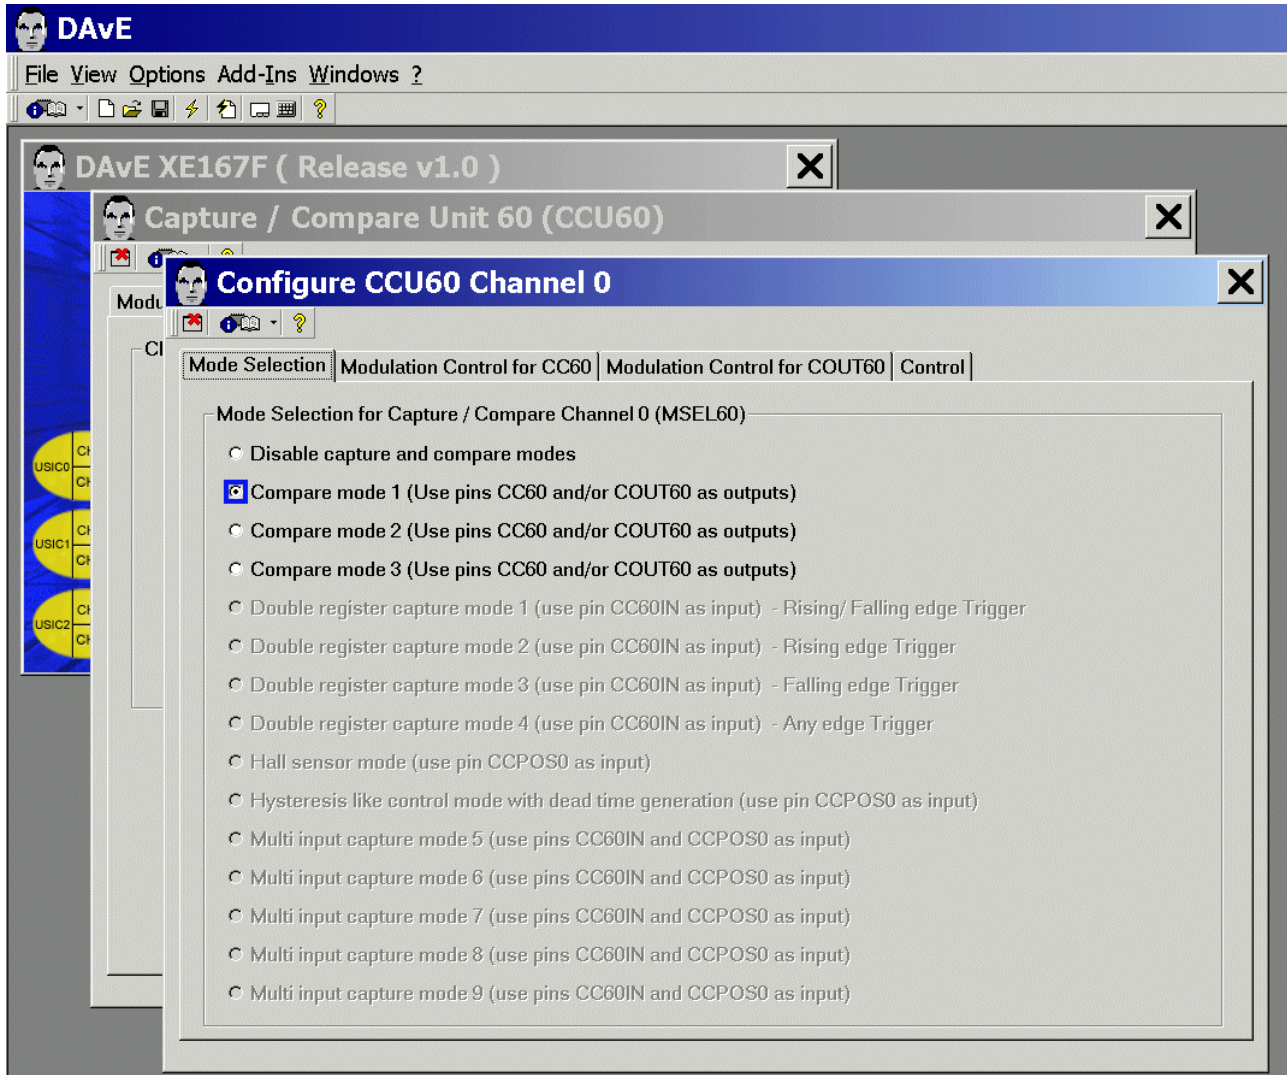 DAvE
File View Options Add-Ins Windows ?
DAvE XE167F ( Release v1.0 )
Capture / Compare Unit 60 (CCU60)
Configure CCU60 Channel 0
Mode Selection Modulation Control for CC60 Modulation Control for COUT60 Control
Mode Selection for Capture / Compare Channel 0 (MSEL60)
Disable capture and compare modes
Compare mode 1 (Use pins CC60 and/or COUT60 as outputs)
Compare mode 2 (Use pins CC60 and/or COUT60 as outputs)
Compare mode 3 (Use pins CC60 and/or COUT60 as outputs)
Double register capture mode 1 (use pin CC60IN as input) - Rising/ Falling edge Trigger
Double register capture mode 2 (use pin CC60IN as input) - Rising edge Trigger
Double register capture mode 3 (use pin CC60IN as input) - Falling edge Trigger
Double register capture mode 4 (use pin CC60IN as input) - Any edge Trigger
Hall sensor mode (use pin CCPOS0 as input)
Hysteresis like control mode with dead time generation (use pin CCPOS0 as input)
Multi input capture mode 5 (use pins CC60IN and CCPOS0 as input)
Multi input capture mode 6 (use pins CC60IN and CCPOS0 as input)
Multi input capture mode 7 (use pins CC60IN and CCPOS0 as input)
Multi input capture mode 8 (use pins CC60IN and CCPOS0 as input)
Multi input capture mode 9 (use pins CC60IN and CCPOS0 as input)
USIC0
USIC1
USIC2